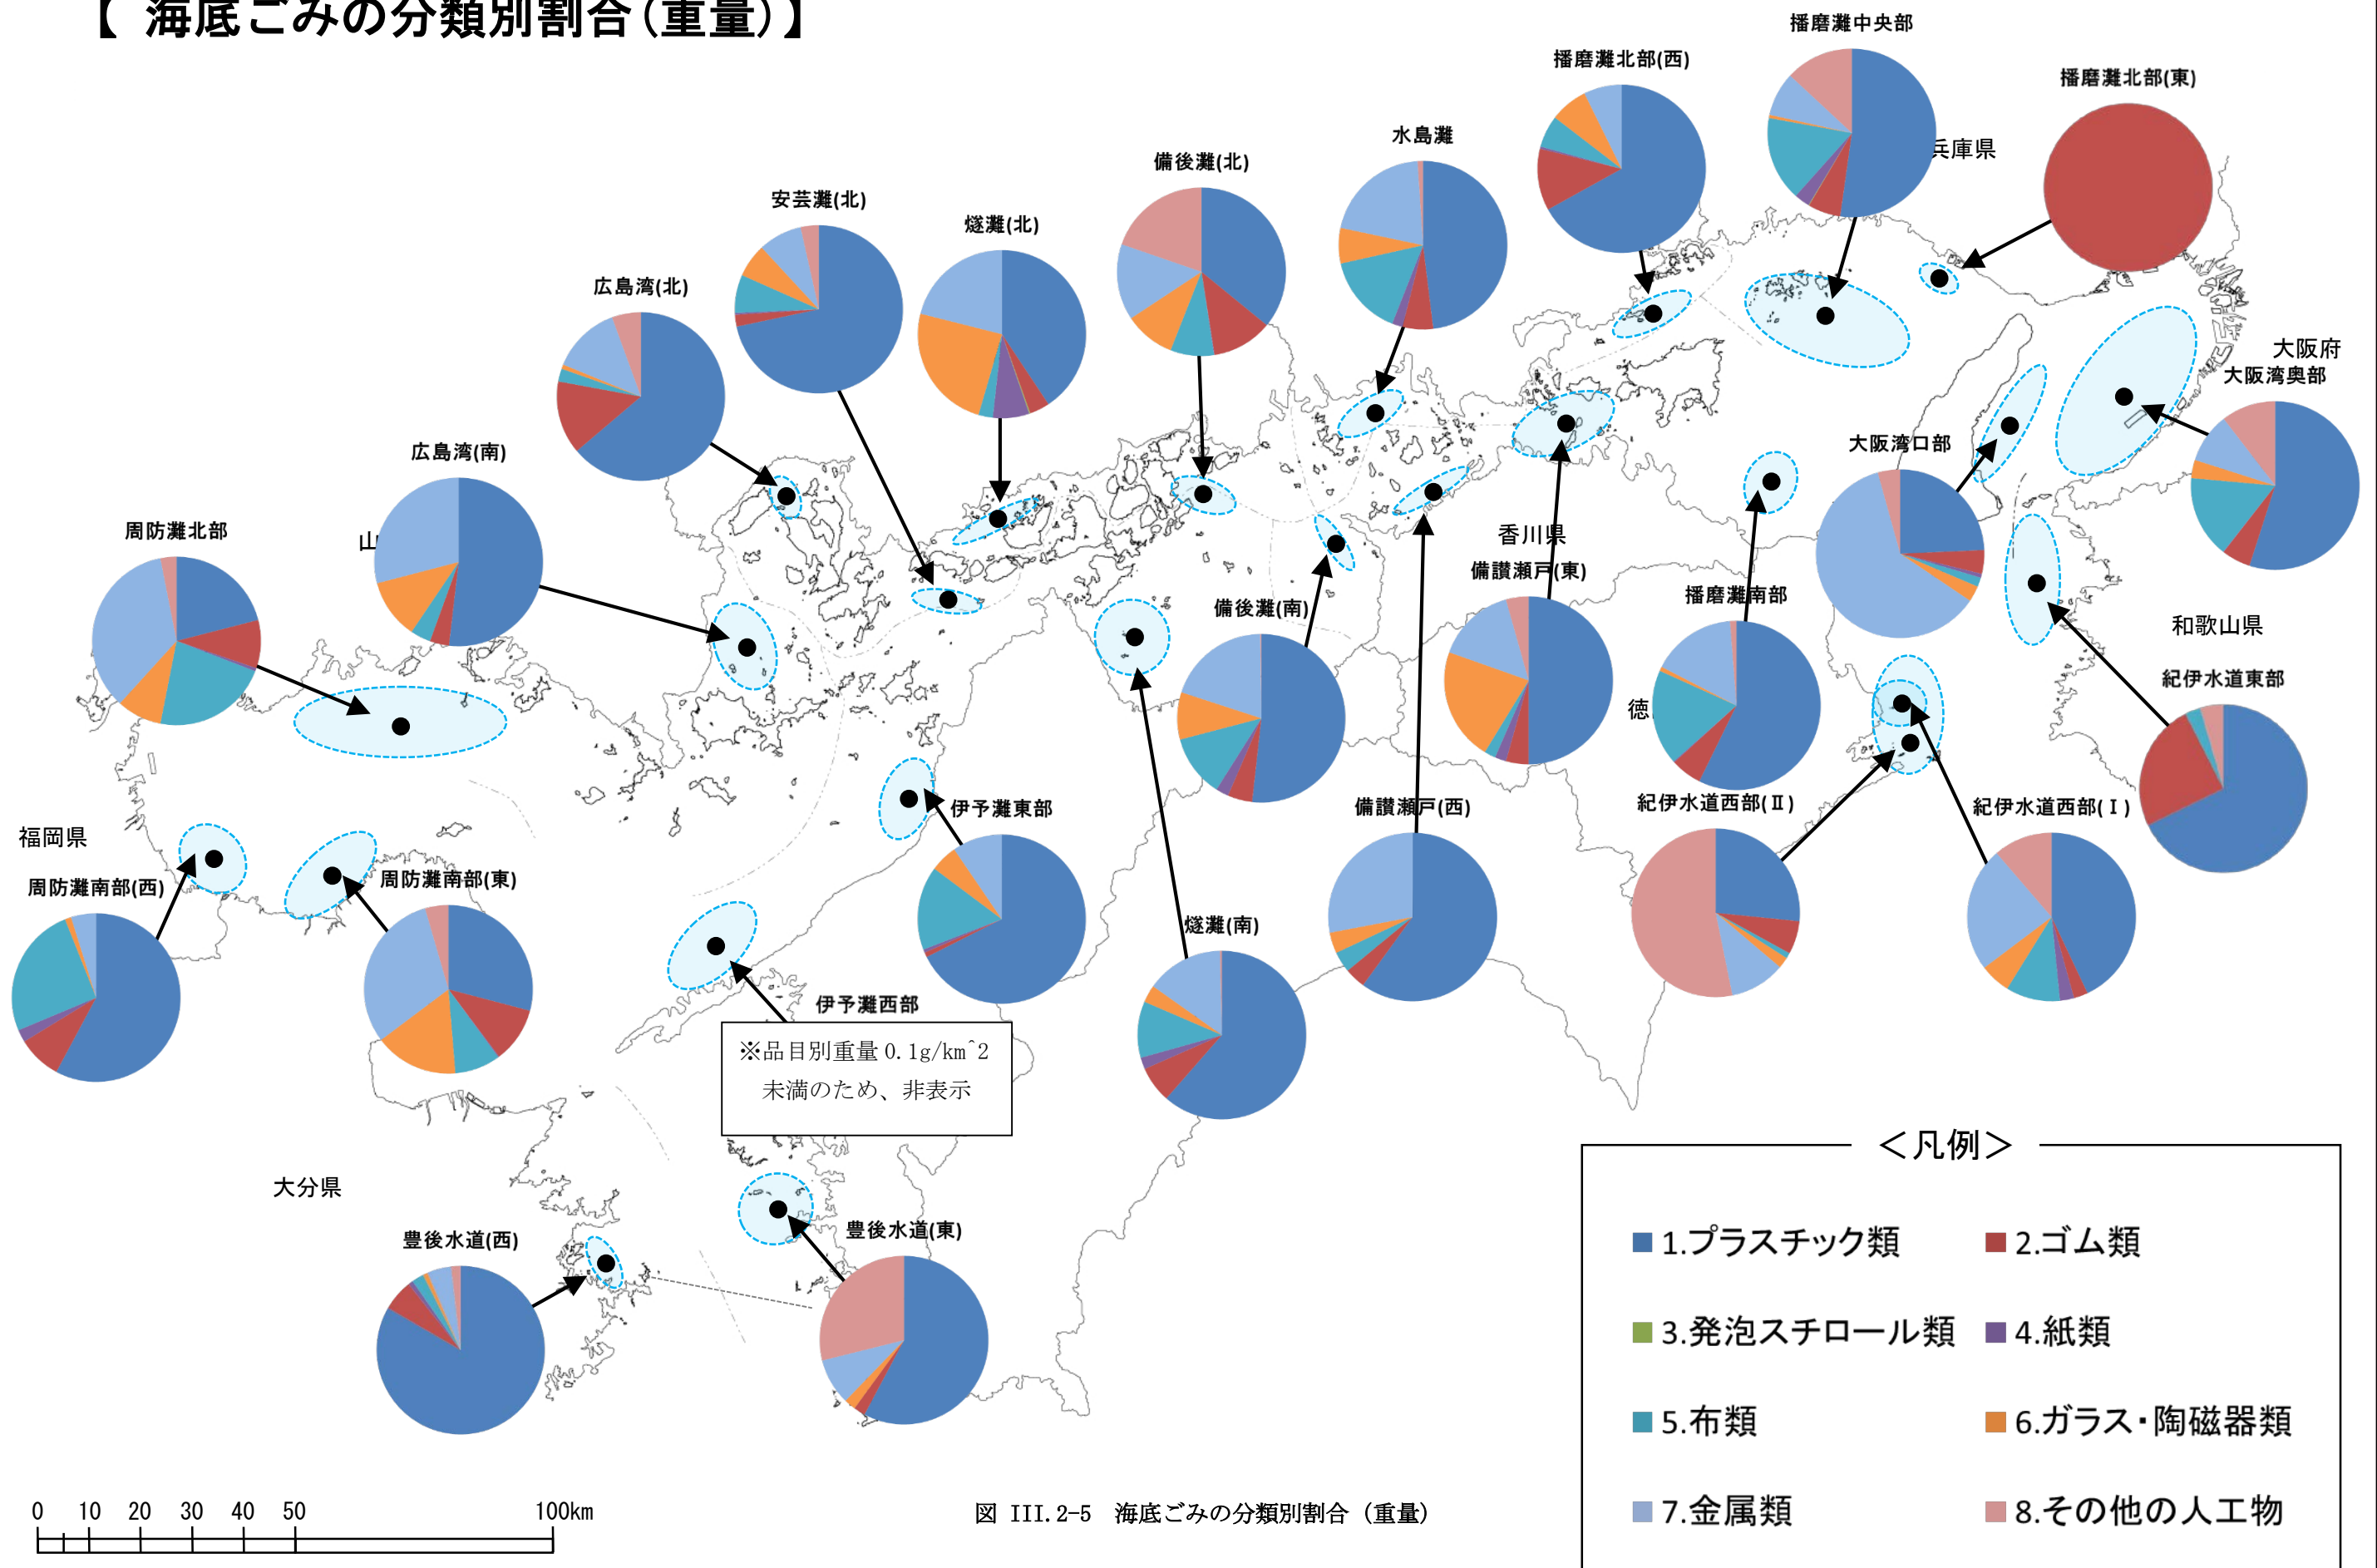 【 海底ごみの分類別割合(重量)】
播磨灘中央部
播磨灘北部(西)
播磨灘北部(東)
水島灘
兵庫県
備後灘(北)
安芸灘(北)
燧灘(北)
広島湾(北)
大阪府
大阪湾奥部
広島湾(南)
大阪湾口部
周防灘北部
山
香川県
備讃瀬戸(東)
播磨灘南部
備後灘(南)
和歌山県
紀伊水道東部
徳
伊予灘東部
備讃瀬戸(西)
紀伊水道西部(Ⅱ)
紀伊水道西部(Ⅰ)
福岡県
周防灘南部(西)
周防灘南部(東)
燧灘(南)
伊予灘西部
※品目別重量 0.1g/km^2
未満のため、非表示
大分県
豊後水道(西)
豊後水道(東)
＜凡例＞
1.プラスチック類 2.ゴム類
3.発泡スチロール類 4.紙類
5.布類 6.ガラス・陶磁器類
7.金属類 8.その他の人工物
0 10 20 30 40 50 100km
図 III.2-5 海底ごみの分類別割合（重量）